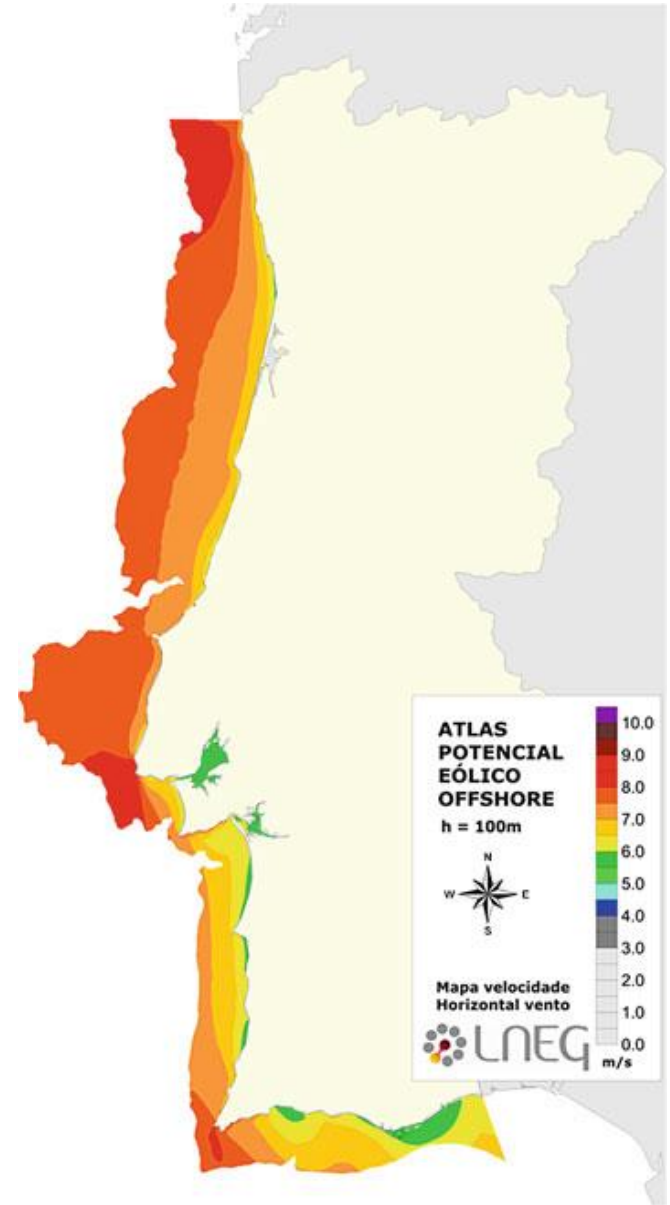 ATLAS
POTENCIAL
EÓLICO
OFFSHORE
h = 100m
N
W E
S
Mapa velocidade
Horizontal vento
LNEG
10.0
9.0
8.0
7.0
6.0
5.0
4.0
3.0
2.0
1.0
0.0
m/s